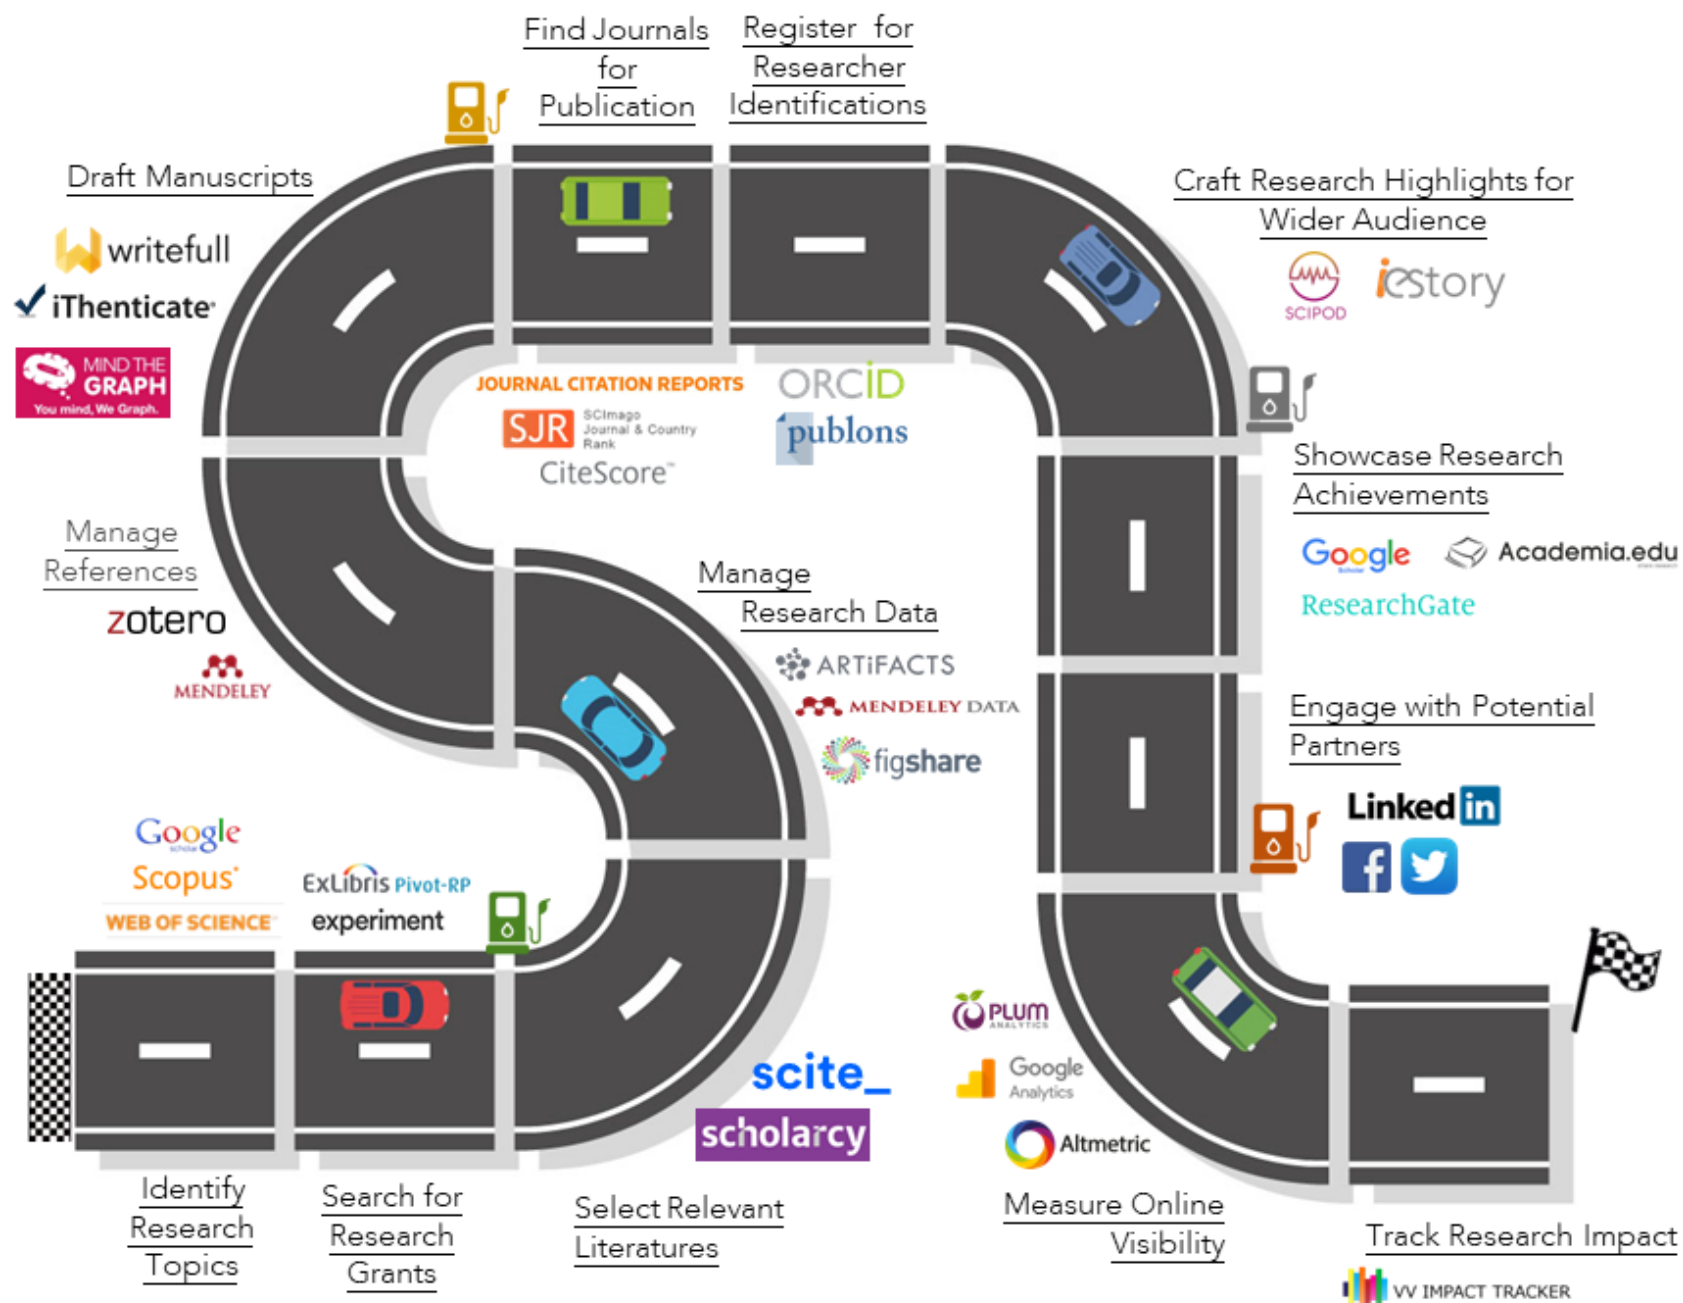 Find Journals
for
Publication
Register for
Researcher
Identifications
Draft Manuscripts
writefull
iThenticate
MIND THE
GRAPH
You mind, We Graph.
Craft Research Highlights for
Wider Audience
SCIPOD
iestory
JOURNAL CITATION REPORTS
SJR
SCImago
Journal & Country
Rank
CiteScore™
ORCiD
publons
Showcase Research
Achievements
Google
Scholar
Academia.edu
ResearchGate
Manage
References
zotero
MENDELEY
Manage
Research Data
ARTiFACTS
MENDELEY DATA
figshare
Engage with Potential
Partners
Linked in
Google
scholar
Scopus
WEB OF SCIENCE
ExLibris Pivot-RP
experiment
scite_
scholarcy
PLUM
ANALYTICS
Google
Analytics
Altmetric
Identify
Research
Topics
Search for
Research
Grants
Select Relevant
Literatures
Measure Online
Visibility
Track Research Impact
VV IMPACT TRACKER